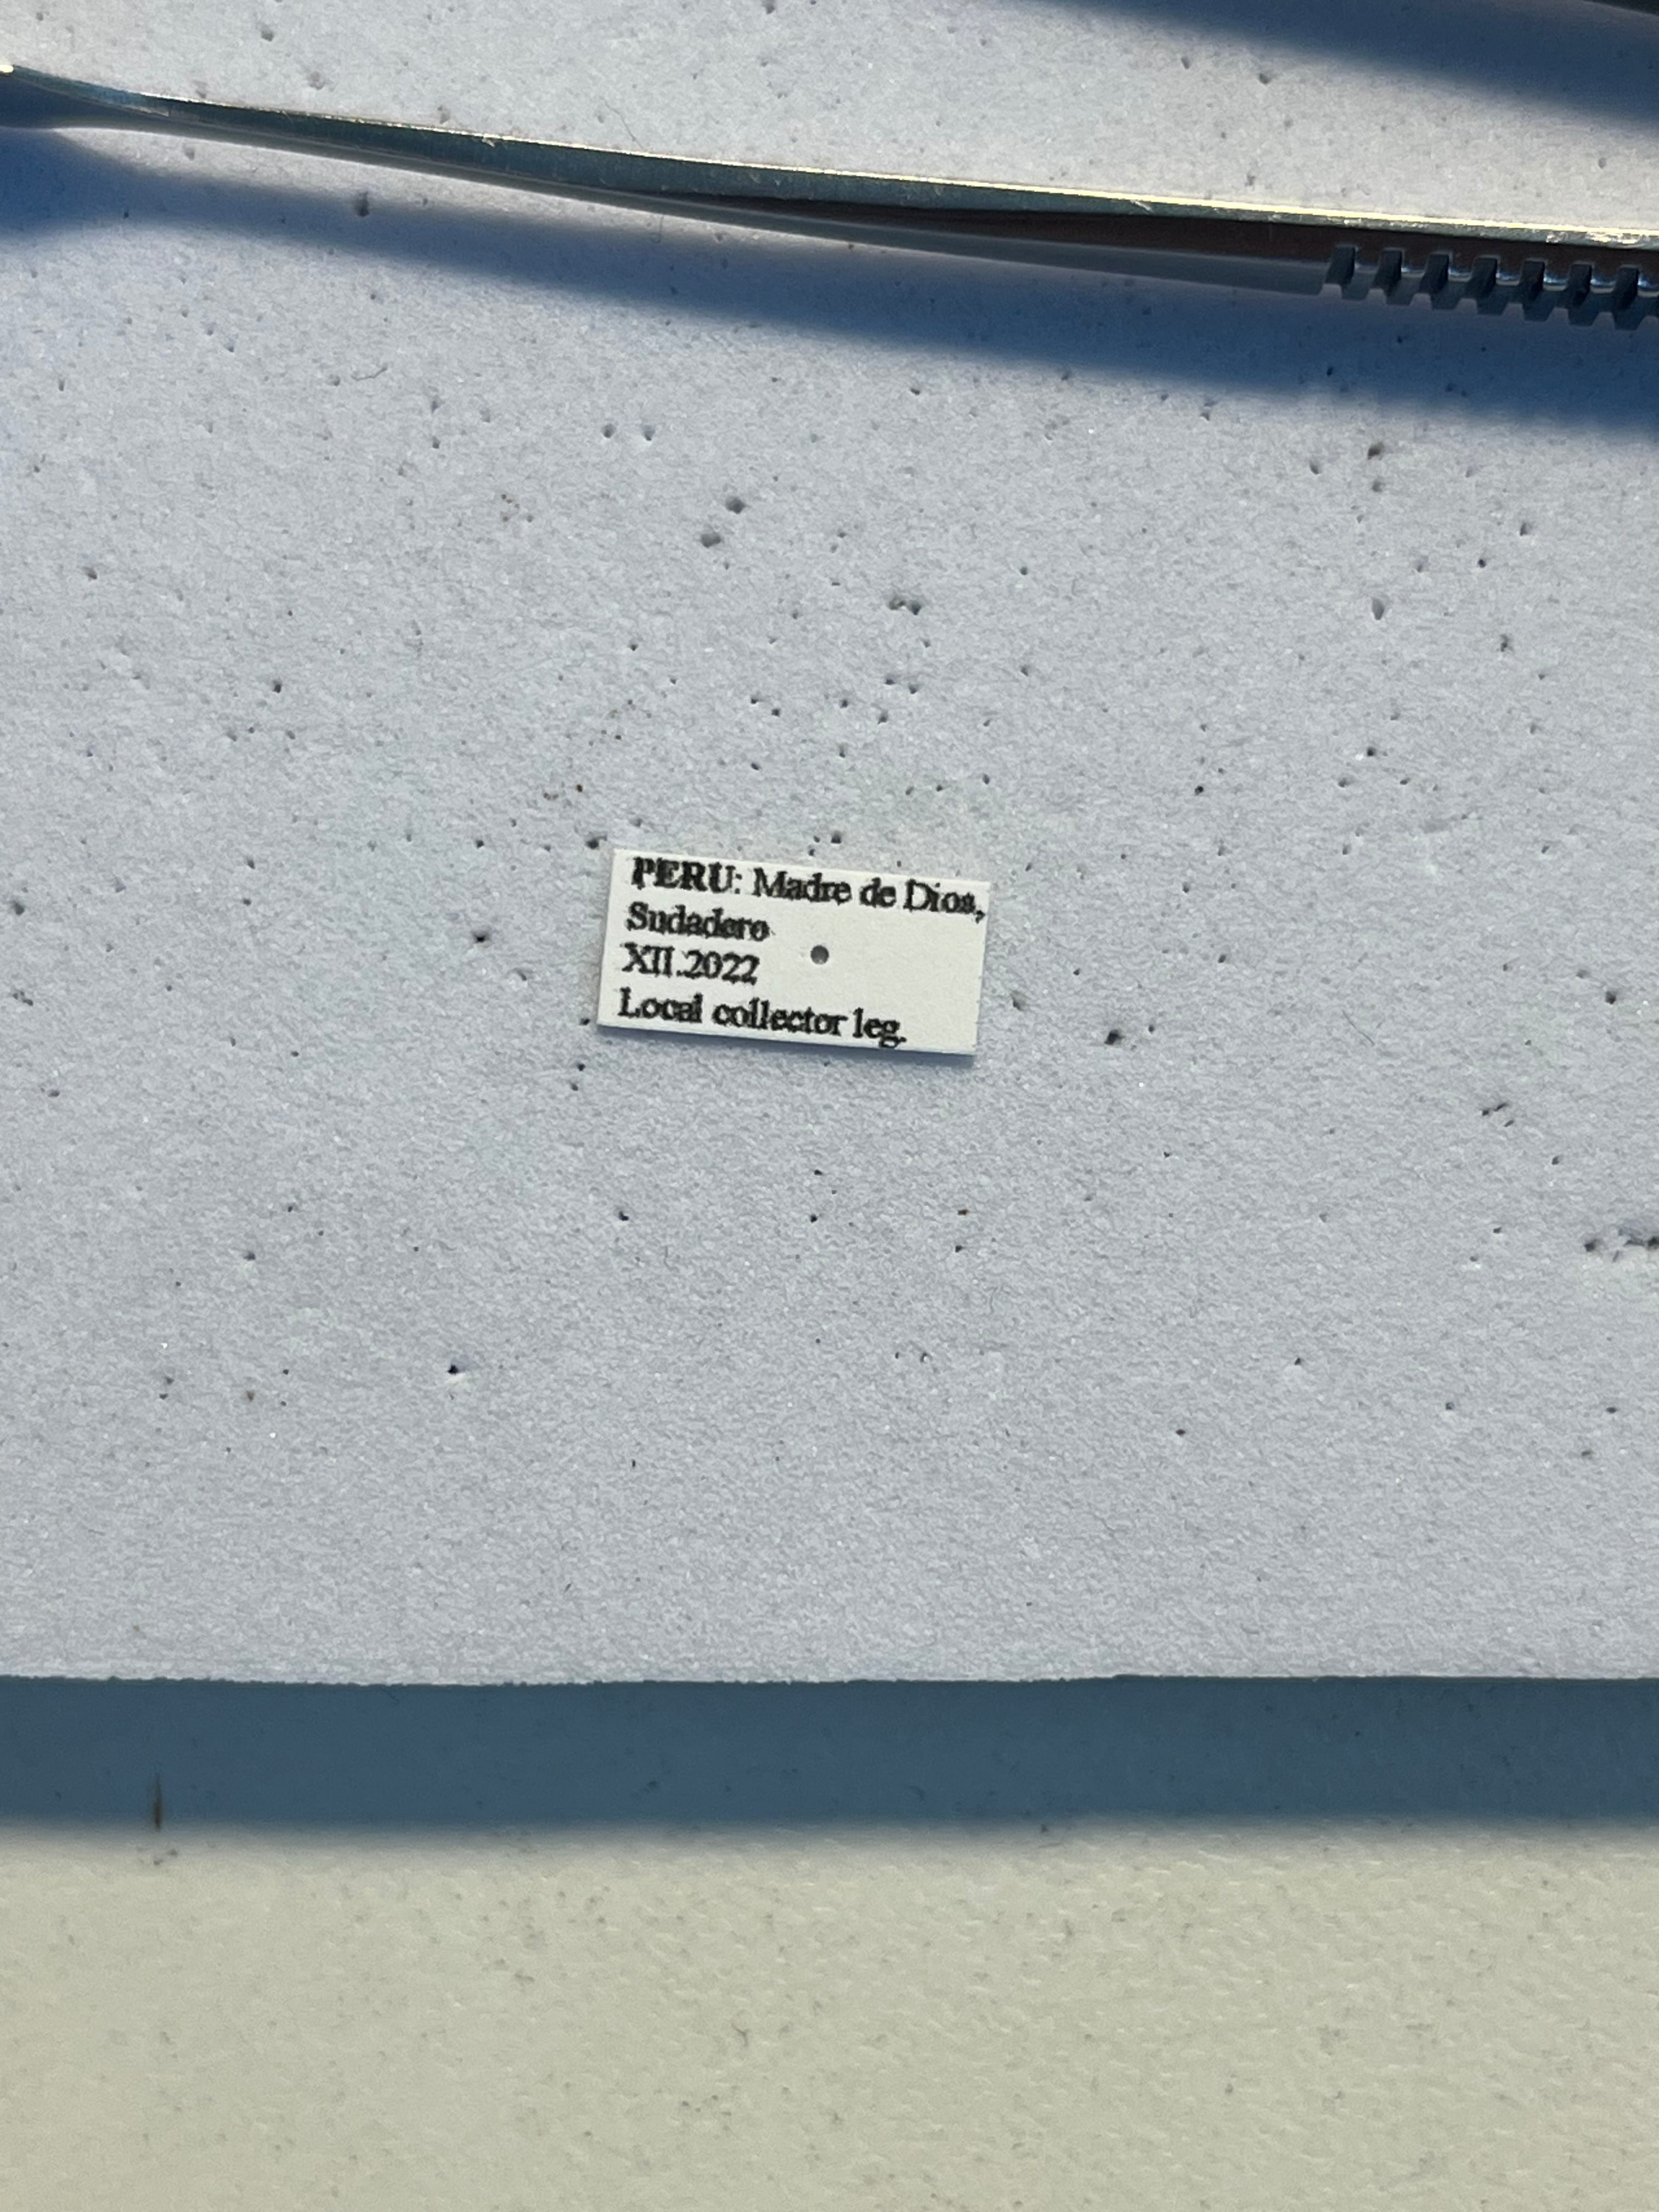 PERU: Madre de Dios,
Sudadero
XII.2022
Local collector leg.